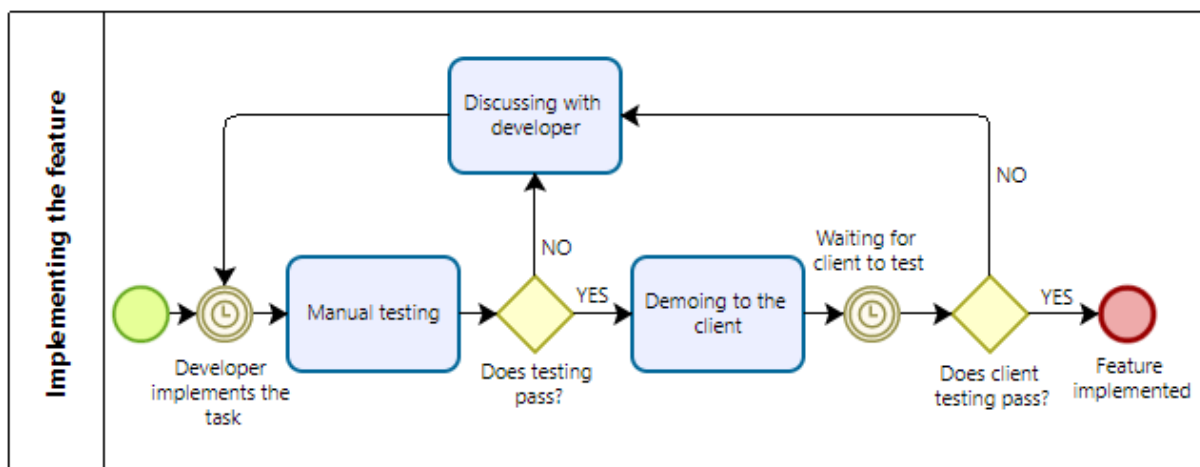 Implementing the feature
Discussing with
developer
NO
NO
Waiting for
client to test
Manual testing
YES
Demoing to the
client
YES
Developer
implements the
task
Does testing
pass?
Does client
testing pass?
Feature
implemented